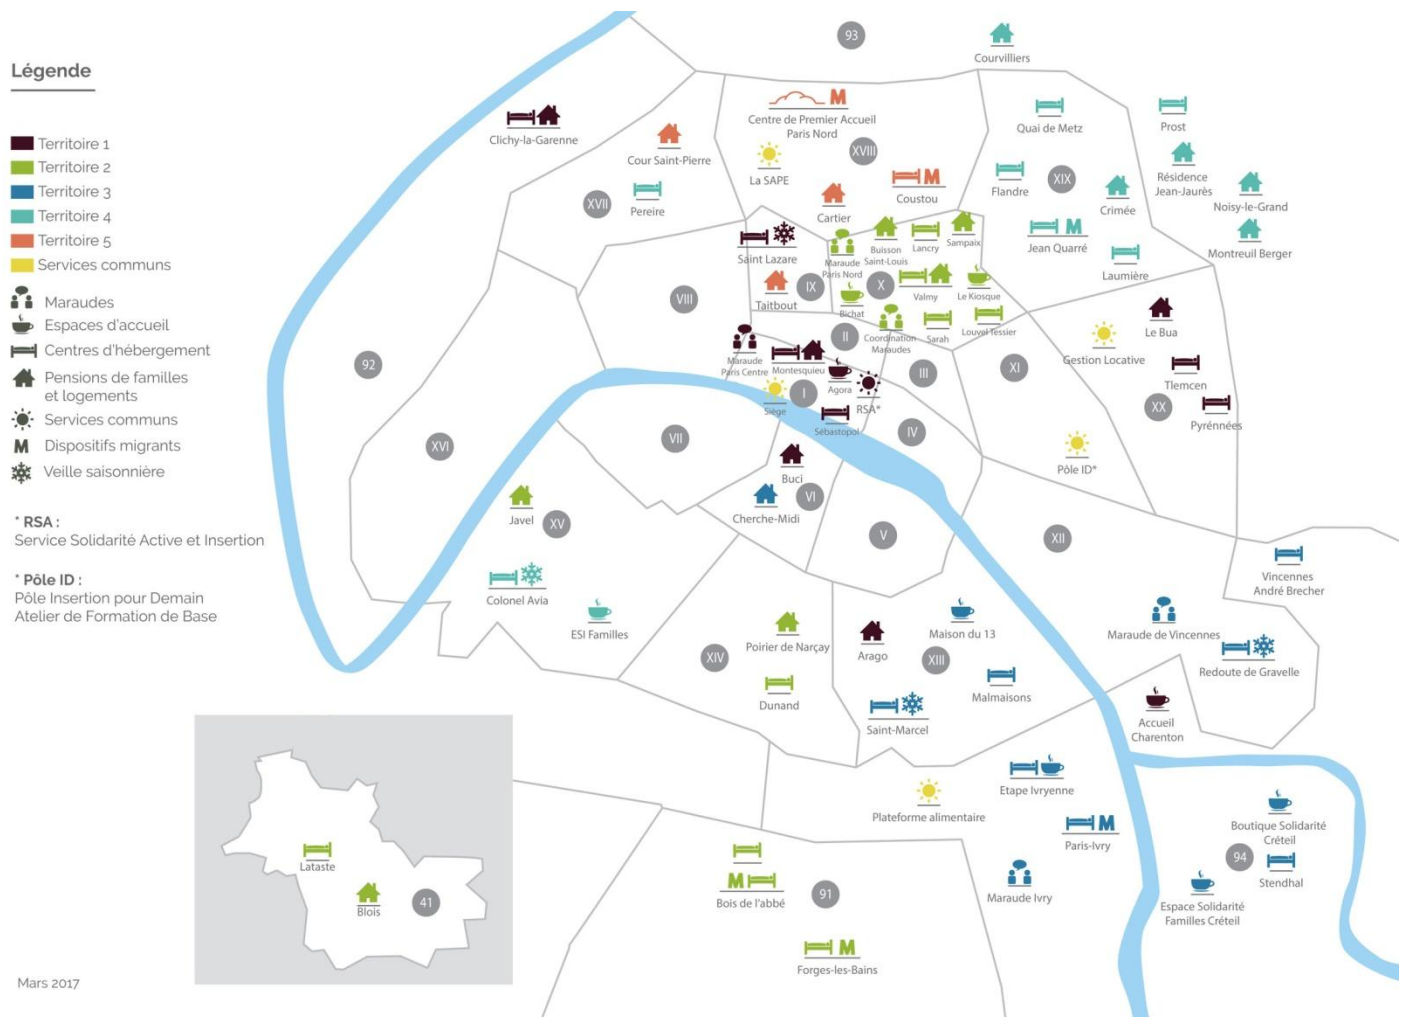 Légende
Territoire 1
Territoire 2
Territoire 3
Territoire 4
Territoire 5
Services communs
Maraudes
Espaces d'accueil
Centres d'hébergement
Pensions de familles
et logements
Services communs
M
Dispositifs migrants
Veille saisonnière
* RSA :
Service Solidarité Active et Insertion
* Pôle ID :
Pôle Insertion pour Demain
Atelier de Formation de Base
Mars 2017
93
Courvilliers
Clichy-la-Garenne
Cour Saint-Pierre
M
Centre de Premier Accueil
Paris Nord
La SAPE
XVIII
Quai de Metz
Prost
Résidence
Jean-Jaurès
Noisy-le-Grand
Montreuil Berger
XVII
Pereire
Cartier
M
Coustou
Flandre
XIX
Crimée
M
Jean Quarré
Laumière
Saint Lazare
Maraude
Paris Nord
Buisson
Saint-Louis
Lancry
Sampaix
Taitbout
IX
X
Bichat
Valmy
Le Kiosque
VIII
Coordination
Maraudes
Sarah
Louvel Tessier
Le Bua
Gestion Locative
Tlemcen
XX
Pyrénnées
II
Maraude
Paris Centre
Montesquieu
Agora
III
XI
92
Siège
I
RSA*
Sébastopol
IV
XVI
VII
Pôle ID*
Buci
VI
Cherche-Midi
Javel
XV
V
XII
Vincennes
André Brecher
Colonel Avia
ESI Familles
Poirier de Narçay
Arago
Maison du 13
Maraude de Vincennes
Redoute de Gravelle
XIV
XIII
Dunand
Malmaisons
Saint-Marcel
Accueil
Charenton
Etape Ivryenne
Plateforme alimentaire
M
Paris-Ivry
Boutique Solidarité
Créteil
94
Stendhal
Maraude Ivry
Espace Solidarité
Familles Créteil
M
Bois de l'abbé
91
M
Forges-les-Bains
Lataste
Blois
41